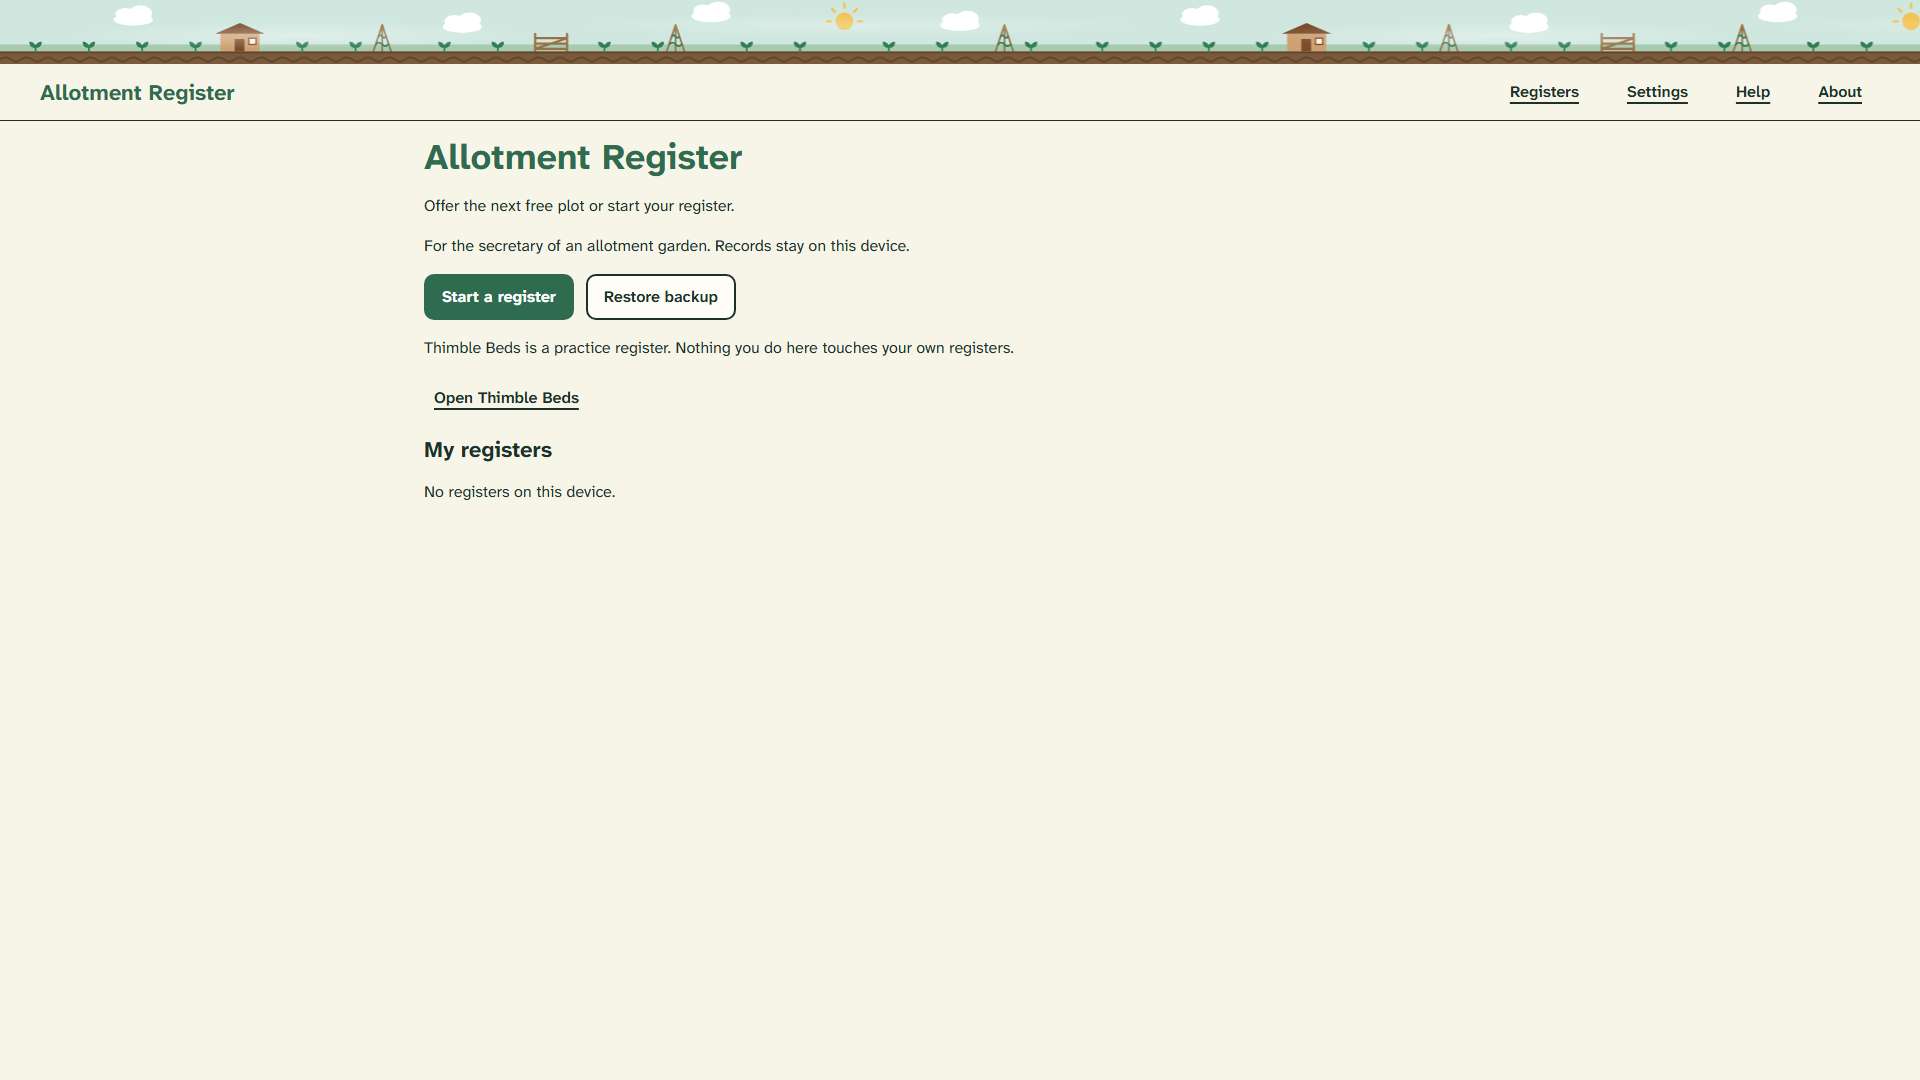 Allotment Register
Registers Settings Help About
Allotment Register
Offer the next free plot or start your register.
For the secretary of an allotment garden. Records stay on this device.
Start a register Restore backup
Thimble Beds is a practice register. Nothing you do here touches your own registers.
Open Thimble Beds
My registers
No registers on this device.